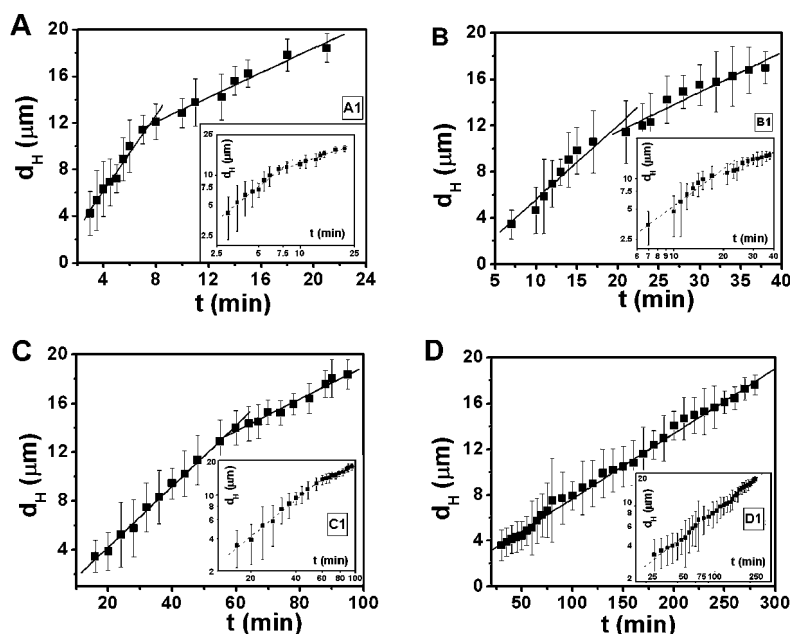 A
B
20
16
12
8
4
0
d_H (μm)
4 8 12 16 20 24
t (min)
A1
25
10
7.5
5
2.5
d_H (μm)
2.5 5 7.5 10 25
t (min)
20
16
12
8
4
0
d_H (μm)
5 10 15 20 25 30 35 40
t (min)
B1
10
5
2.5
d_H (μm)
6 7 8 9 10 20 30 40
t (min)
C
D
20
16
12
8
4
d_H (μm)
20 40 60 80 100
t (min)
C1
20
10
4
2
d_H (μm)
20 40 60 80 100
t (min)
20
16
12
8
4
0
d_H (μm)
50 100 150 200 250 300
t (min)
D1
20
10
4
2
d_H (μm)
25 50 75 100 250
t (min)